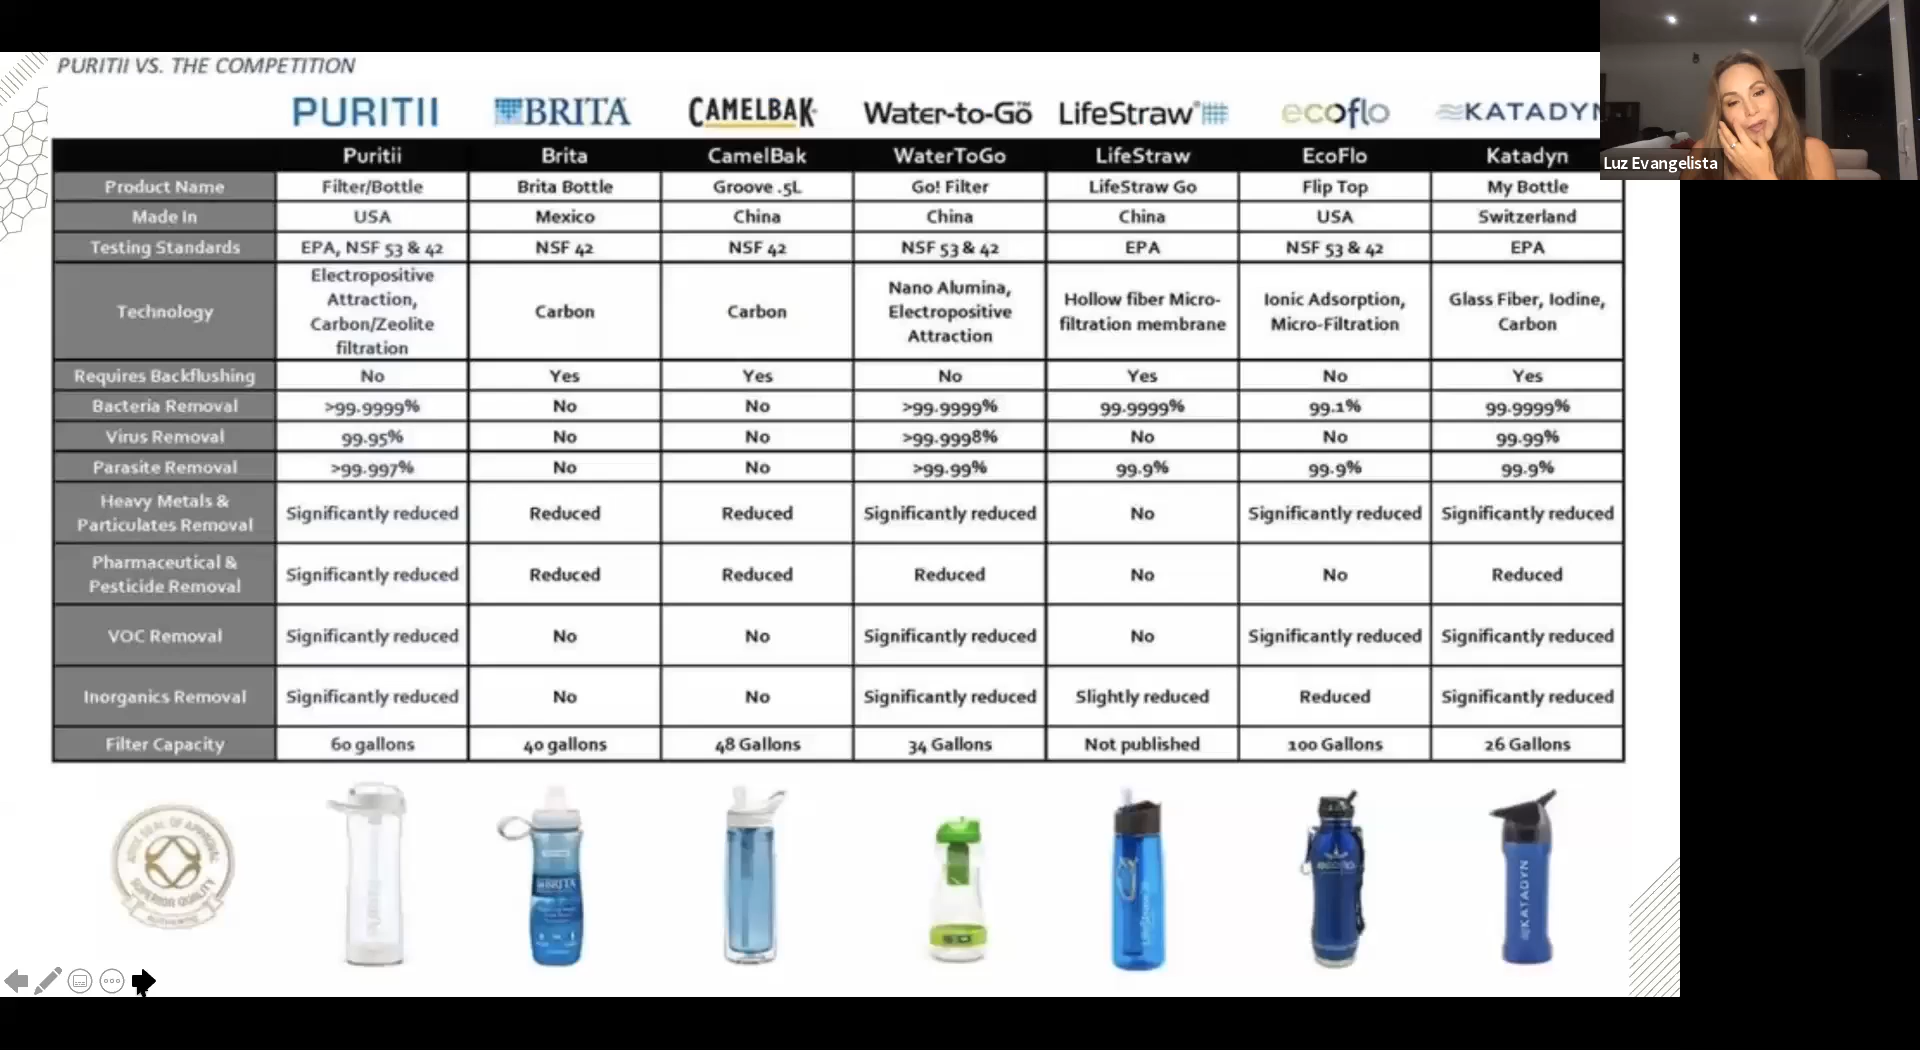 PURITII VS. THE COMPETITION
PURITII BRITA CAMELBAK Water-to-Go™ LifeStraw® ecoflo KATADYN
Puritii Brita CamelBak WaterToGo LifeStraw EcoFlo Katadyn
Product Name Filter/Bottle Brita Bottle Groove .5L Go! Filter LifeStraw Go Flip Top My Bottle
Made In USA Mexico China China China USA Switzerland
Testing Standards EPA, NSF 53 & 42 NSF 42 NSF 42 NSF 53 & 42 EPA NSF 53 & 42 EPA
Technology
Electropositive
Attraction,
Carbon/Zeolite
filtration
Carbon
Carbon
Nano Alumina,
Electropositive
Attraction
Hollow fiber Micro-
filtration membrane
Ionic Adsorption,
Micro-Filtration
Glass Fiber, Iodine,
Carbon
Requires Backflushing No Yes Yes No Yes No Yes
Bacteria Removal >99.9999% No No >99.9999% 99.9999% 99.1% 99.9999%
Virus Removal 99.95% No No >99.9998% No No 99.99%
Parasite Removal >99.997% No No >99.99% 99.9% 99.9% 99.9%
Heavy Metals &
Particulates Removal
Significantly reduced Reduced Reduced Significantly reduced No Significantly reduced Significantly reduced
Pharmaceutical &
Pesticide Removal
Significantly reduced Reduced Reduced Reduced No No Reduced
VOC Removal Significantly reduced No No Significantly reduced No Significantly reduced Significantly reduced
Inorganics Removal Significantly reduced No No Significantly reduced Slightly reduced Reduced Significantly reduced
Filter Capacity 60 gallons 40 gallons 48 Gallons 34 Gallons Not published 100 Gallons 26 Gallons
SEAL OF APPROVAL
SUPERIOR QUALITY
BRITA
LifeStraw
ecoflo
KATADYN
Luz Evangelista